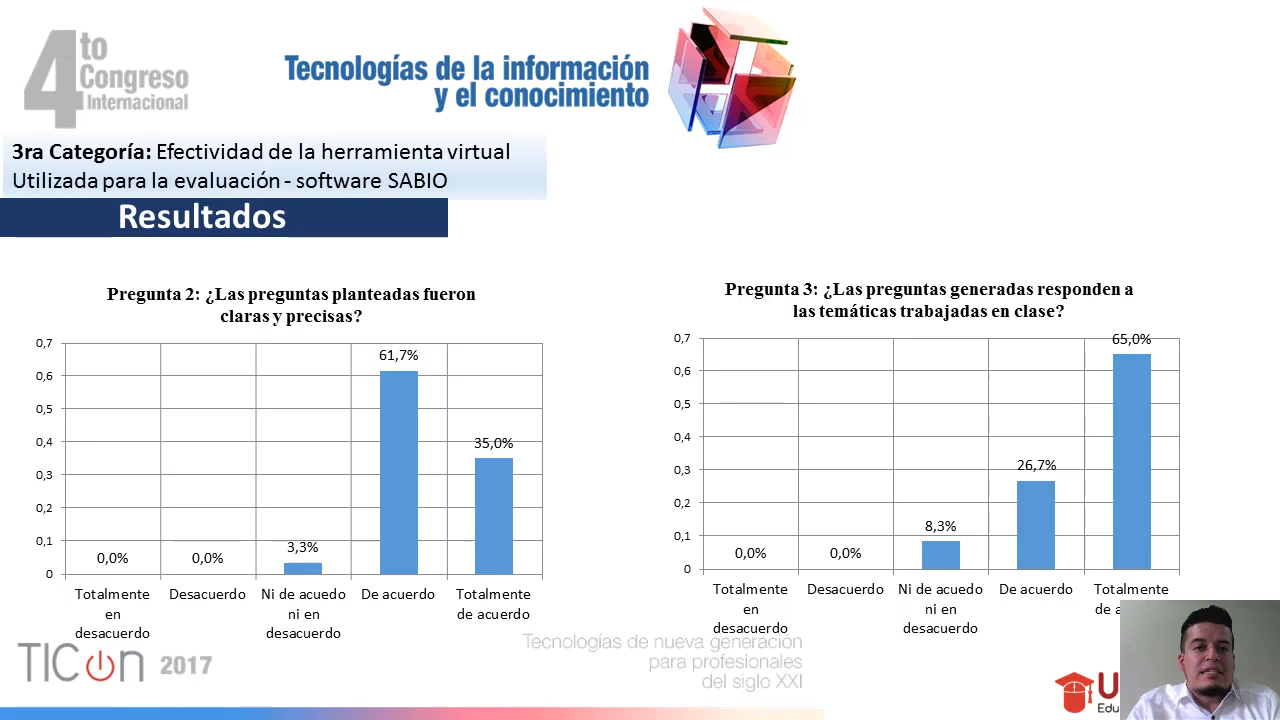 4to
Congreso
Internacional
Tecnologías de la información
y el conocimiento
3ra Categoría: Efectividad de la herramienta virtual
Utilizada para la evaluación - software SABIO
Resultados
Pregunta 2: ¿Las preguntas planteadas fueron
claras y precisas?
0,7
0,6
0,5
0,4
0,3
0,2
0,1
0
0,0%
0,0%
3,3%
61,7%
35,0%
Totalmente
en
desacuerdo
Desacuerdo
Ni de acuedo
ni en
desacuerdo
De acuerdo
Totalmente
de acuerdo
Pregunta 3: ¿Las preguntas generadas responden a
las temáticas trabajadas en clase?
0,7
0,6
0,5
0,4
0,3
0,2
0,1
0
0,0%
0,0%
8,3%
26,7%
65,0%
Totalmente
en
desacuerdo
Desacuerdo
Ni de acuedo
ni en
desacuerdo
De acuerdo
Totalmente
de
TICon 2017
Tecnologías de nueva generación
para profesionales
del siglo XXI